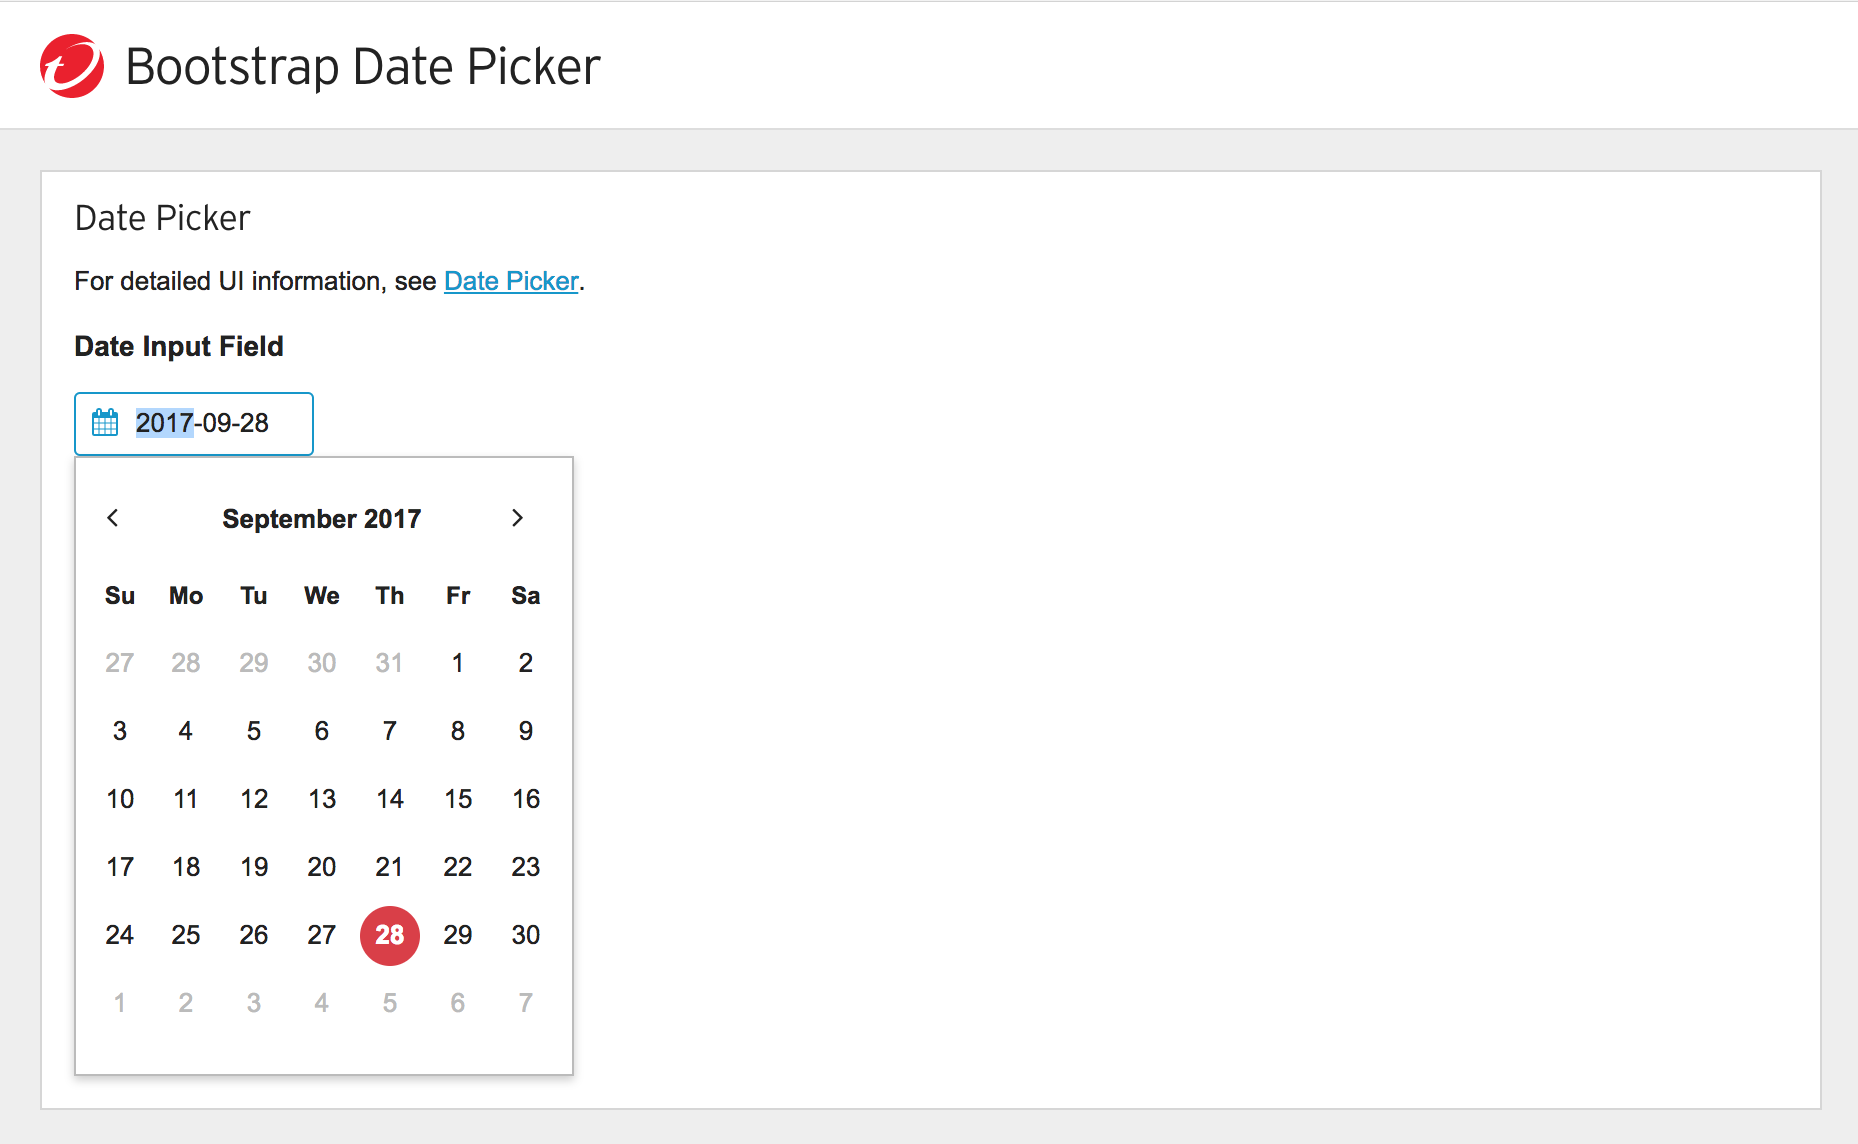 Bootstrap Date Picker
Date Picker
For detailed UI information, see Date Picker.
Date Input Field
2017-09-28
September 2017
Su Mo Tu We Th Fr Sa
27 28 29 30 31 1 2
3 4 5 6 7 8 9
10 11 12 13 14 15 16
17 18 19 20 21 22 23
24 25 26 27 28 29 30
1 2 3 4 5 6 7